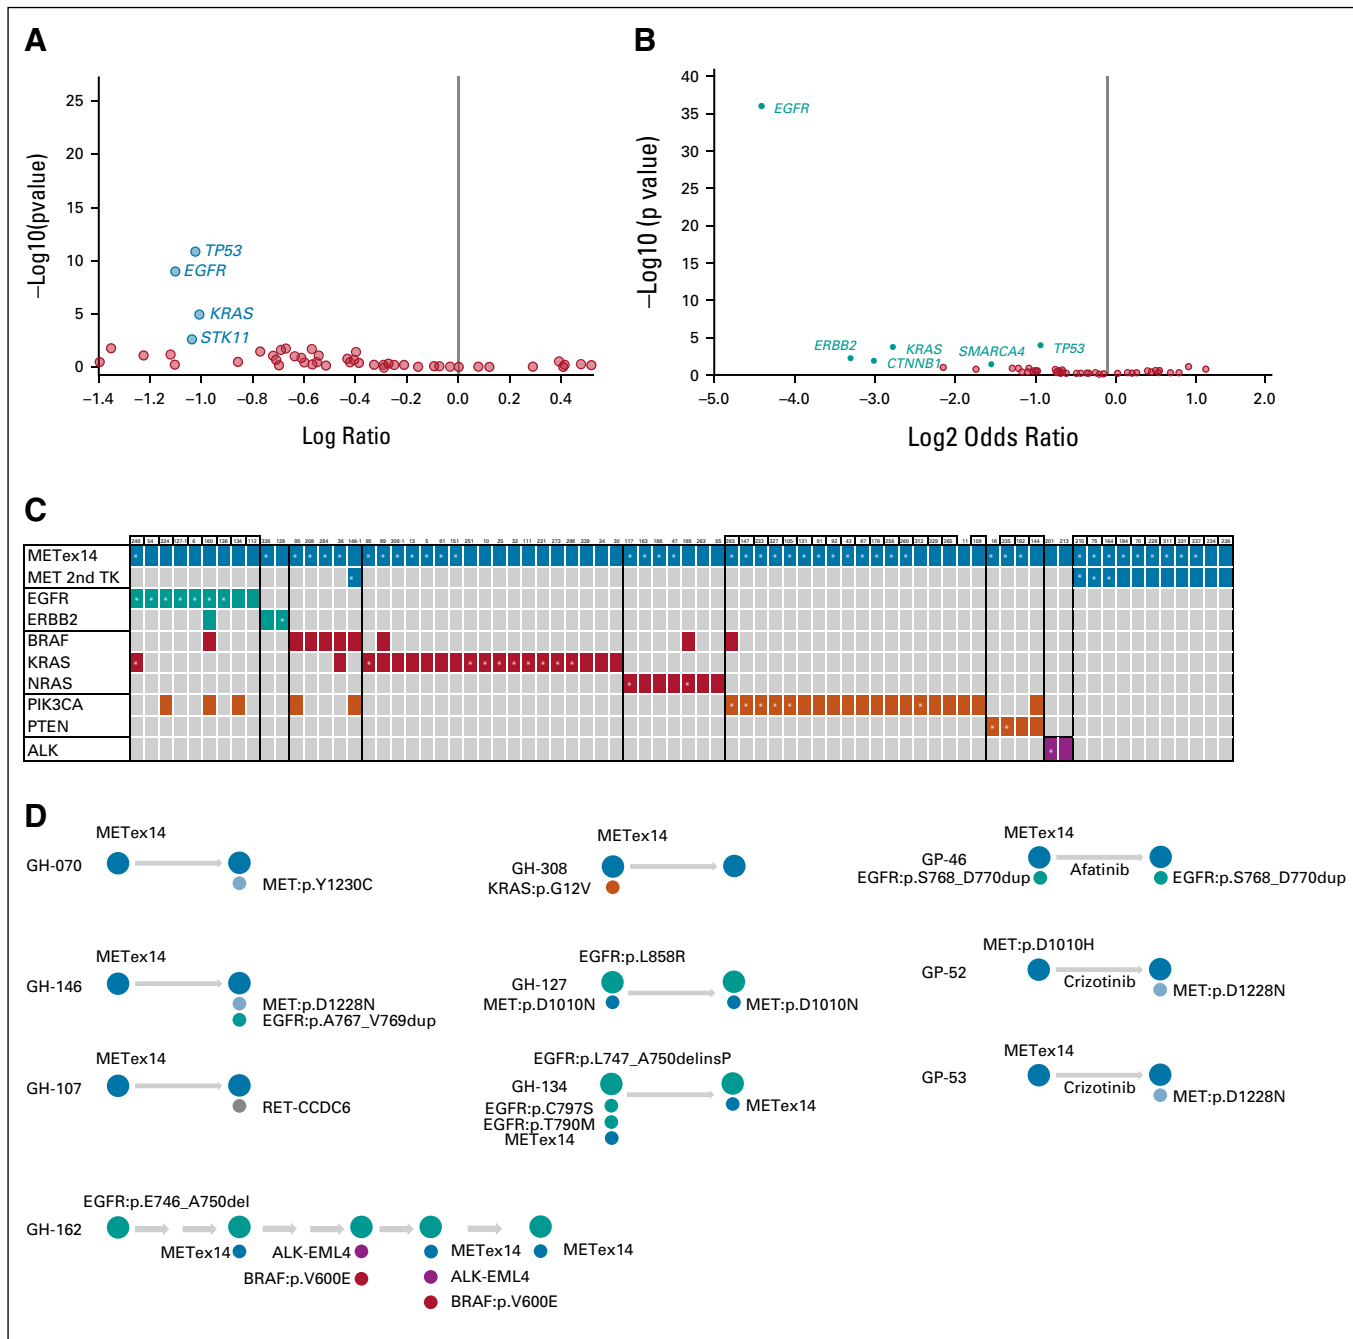 A
B
−Log10(pvalue)
25
20
15
10
5
0
TP53
EGFR
KRAS
STK11
−1.4 −1.2 −1.0 −0.8 −0.6 −0.4 −0.2 0.0 0.2 0.4
Log Ratio
−Log10 (p value)
40
35
30
25
20
15
10
5
0
EGFR
ERBB2 KRAS SMARCA4 TP53
CTNNB1
−5.0 −4.0 −3.0 −2.0 −1.0 0.0 1.0 2.0
Log2 Odds Ratio
C
METex14
MET 2nd TK
EGFR
ERBB2
BRAF
KRAS
NRAS
PIK3CA
PTEN
ALK
D
METex14
GH-070
MET:p.Y1230C
METex14
GH-308
KRAS:p.G12V
METex14
GP-46
EGFR:p.S768_D770dup
Afatinib
EGFR:p.S768_D770dup
METex14
GH-146
MET:p.D1228N
EGFR:p.A767_V769dup
EGFR:p.L858R
GH-127
MET:p.D1010N
MET:p.D1010N
MET:p.D1010H
GP-52
Crizotinib
MET:p.D1228N
METex14
GH-107
RET-CCDC6
EGFR:p.L747_A750delinsP
GH-134
EGFR:p.C797S
EGFR:p.T790M
METex14
METex14
METex14
GP-53
Crizotinib
MET:p.D1228N
EGFR:p.E746_A750del
GH-162
METex14
ALK-EML4
BRAF:p.V600E
METex14
ALK-EML4
BRAF:p.V600E
METex14